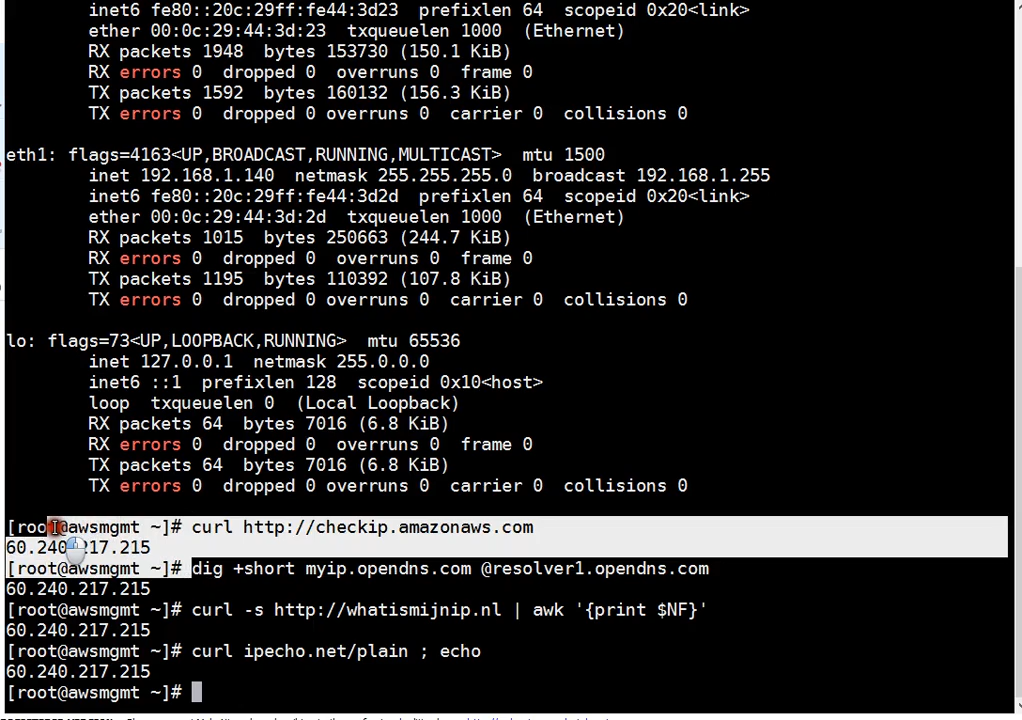 inet6 fe80::20c:29ff:fe44:3d23  prefixlen 64  scopeid 0x20<link>
ether 00:0c:29:44:3d:23  txqueuelen 1000  (Ethernet)
RX packets 1948  bytes 153730 (150.1 KiB)
RX errors 0  dropped 0  overruns 0  frame 0
TX packets 1592  bytes 160132 (156.3 KiB)
TX errors 0  dropped 0 overruns 0  carrier 0  collisions 0
eth1: flags=4163<UP,BROADCAST,RUNNING,MULTICAST>  mtu 1500
inet 192.168.1.140  netmask 255.255.255.0  broadcast 192.168.1.255
inet6 fe80::20c:29ff:fe44:3d2d  prefixlen 64  scopeid 0x20<link>
ether 00:0c:29:44:3d:2d  txqueuelen 1000  (Ethernet)
RX packets 1015  bytes 250663 (244.7 KiB)
RX errors 0  dropped 0  overruns 0  frame 0
TX packets 1195  bytes 110392 (107.8 KiB)
TX errors 0  dropped 0 overruns 0  carrier 0  collisions 0
lo: flags=73<UP,LOOPBACK,RUNNING>  mtu 65536
inet 127.0.0.1  netmask 255.0.0.0
inet6 ::1  prefixlen 128  scopeid 0x10<host>
loop  txqueuelen 0  (Local Loopback)
RX packets 64  bytes 7016 (6.8 KiB)
RX errors 0  dropped 0  overruns 0  frame 0
TX packets 64  bytes 7016 (6.8 KiB)
TX errors 0  dropped 0 overruns 0  carrier 0  collisions 0
[root@awsmgmt ~]# curl http://checkip.amazonaws.com
60.240.217.215
[root@awsmgmt ~]# dig +short myip.opendns.com @resolver1.opendns.com
60.240.217.215
[root@awsmgmt ~]# curl -s http://whatismijnip.nl | awk '{print $NF}'
60.240.217.215
[root@awsmgmt ~]# curl ipecho.net/plain ; echo
60.240.217.215
[root@awsmgmt ~]#